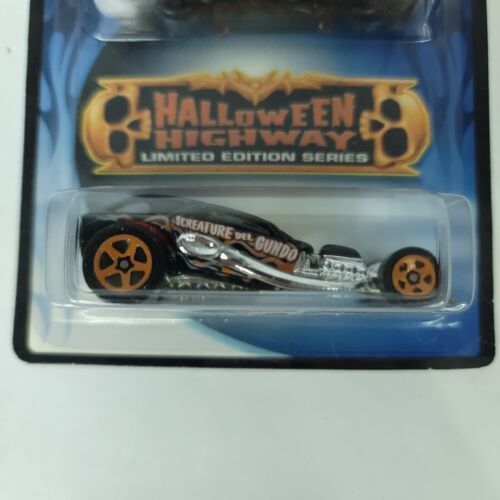 HALLOWEEN
HIGHWAY
LIMITED EDITION SERIES
SCREATURE DEL GUNDO